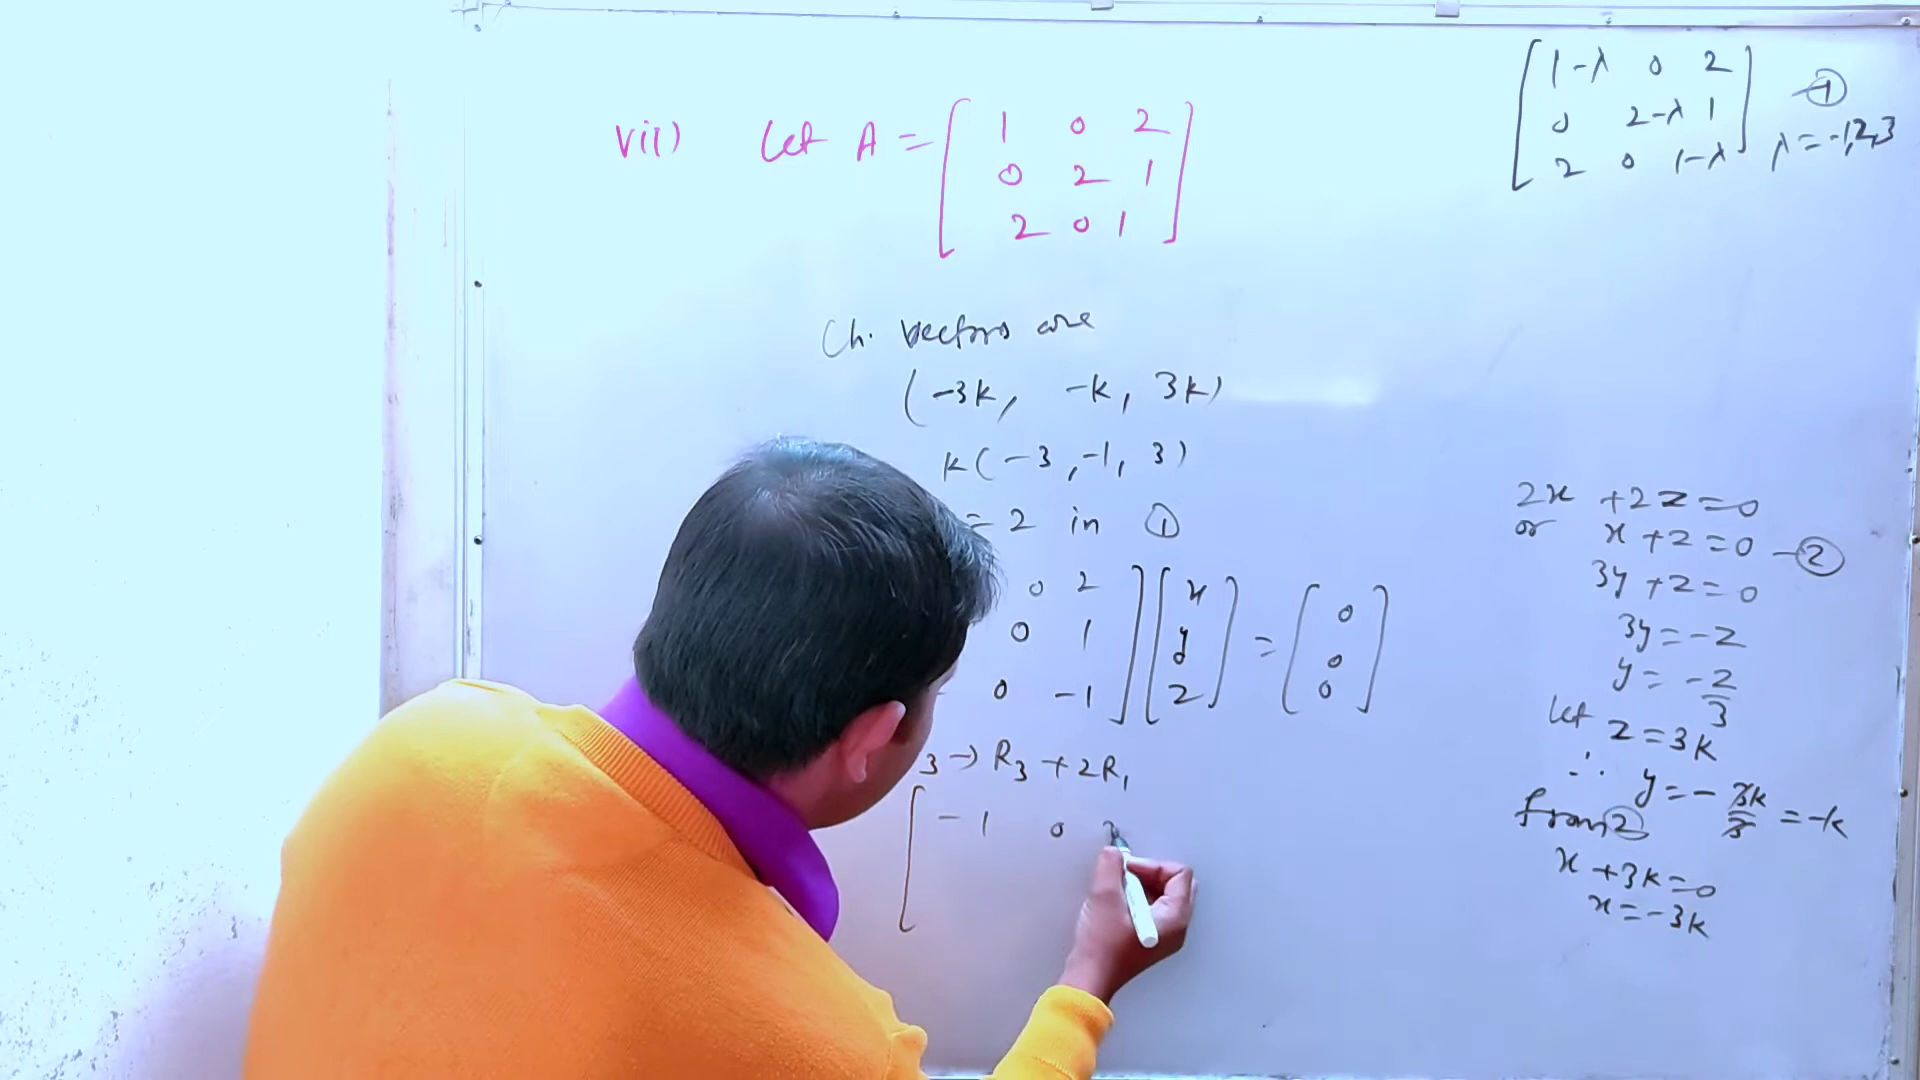 vii) Let A = [ 1 0 2
0 2 1
2 0 1 ]
Ch. vectors are
(-3k, -k, 3k)
k(-3, -1, 3)
= 2 in ①
0 2 ] [ x ] = [ 0 ]
0 1 ] [ y ] [ 0 ]
0 -1 ] [ z ] [ 0 ]
3 → R3 + 2R1
[ -1 0
[ 1-λ 0 2 ]
[ 0 2-λ 1 ] -①
[ 2 0 1-λ ] λ = -1,2,3
2x + 2z = 0
or x + z = 0 -②
3y + z = 0
3y = -z
y = -z/3
Let z = 3k
∴ y = -3k/3 = -k
from ②
x + 3k = 0
x = -3k